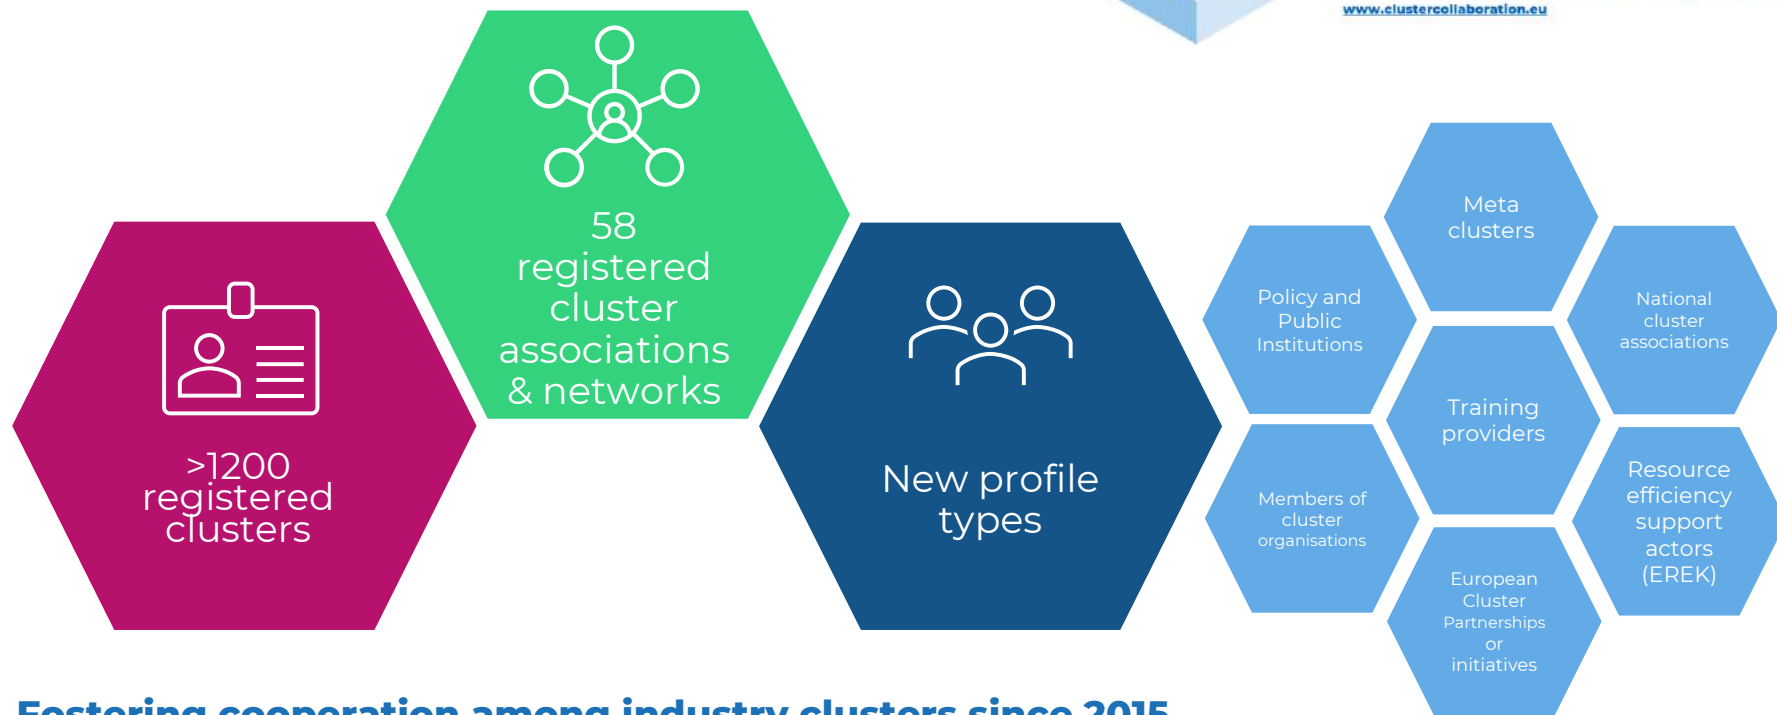 www.clustercollaboration.eu
58
registered
cluster
associations
& networks
>1200
registered
clusters
New profile
types
Meta
clusters
Policy and
Public
Institutions
National
cluster
associations
Training
providers
Members of
cluster
organisations
Resource
efficiency
support
actors
(EREK)
European
Cluster
Partnerships
or
initiatives
Fostering cooperation among industry clusters since 2015